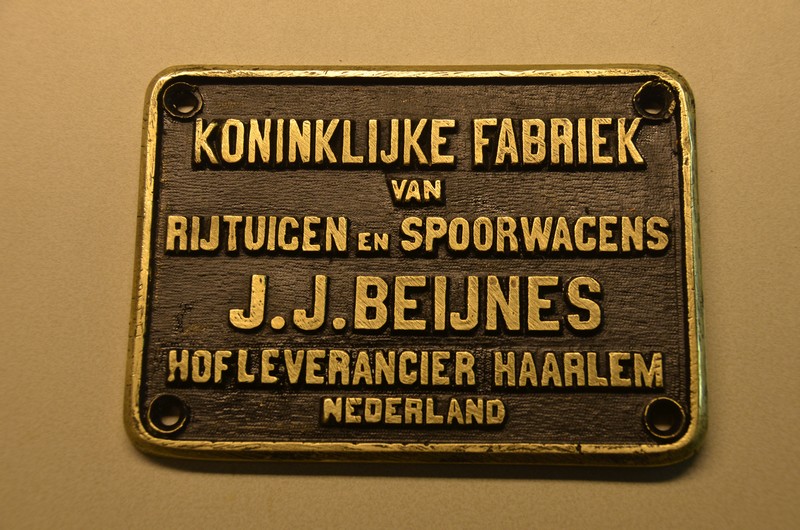 KONINKLIJKE FABRIEK
VAN
RIJTUIGEN EN SPOORWAGENS
J.J.BEIJNES
HOFLEVERANCIER HAARLEM
NEDERLAND